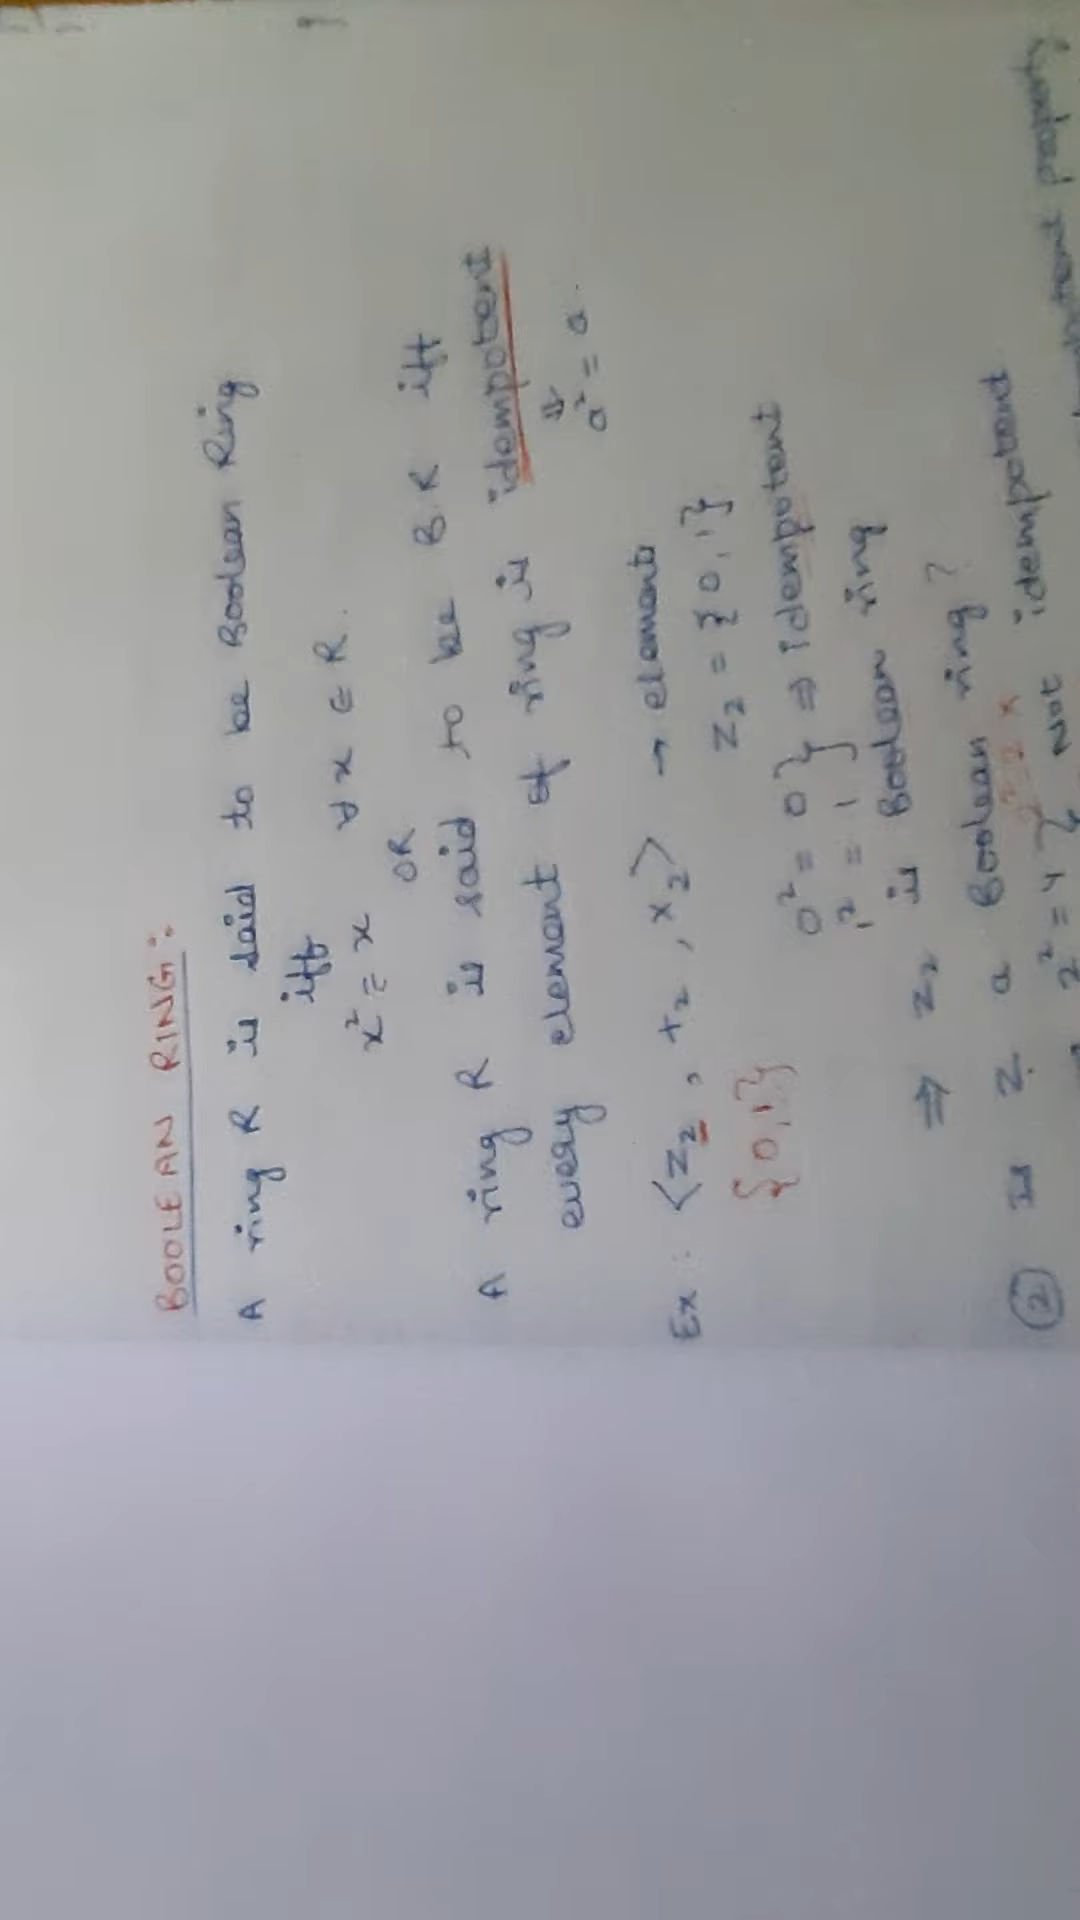 BOOLEAN RING:
A ring R is said to be Boolean Ring
iff
x² = x ∀ x ∈ R.
OR
A ring R is said to be B.R iff
every element of ring is idempotent
⇓
a² = a.
Ex: <Z₂, +₂, ×₂> → elements
{0,1} Z₂ = {0,1}
0² = 0 } ⇒ idempotent
1² = 1
⇒ Z₂ is Boolean ring
② Is Z a Boolean ring?
2² = 4 } Not idempotent